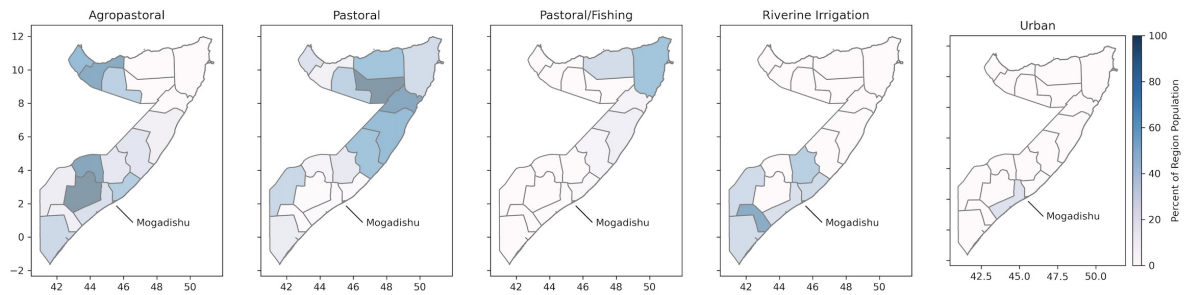 Agropastoral
Pastoral
Pastoral/Fishing
Riverine Irrigation
Urban
12
10
8
6
4
2
0
−2
Mogadishu
Mogadishu
Mogadishu
Mogadishu
Mogadishu
42 44 46 48 50
42 44 46 48 50
42 44 46 48 50
42 44 46 48 50
42.5 45.0 47.5 50.0
100
80
60
40
20
0
Percent of Region Population